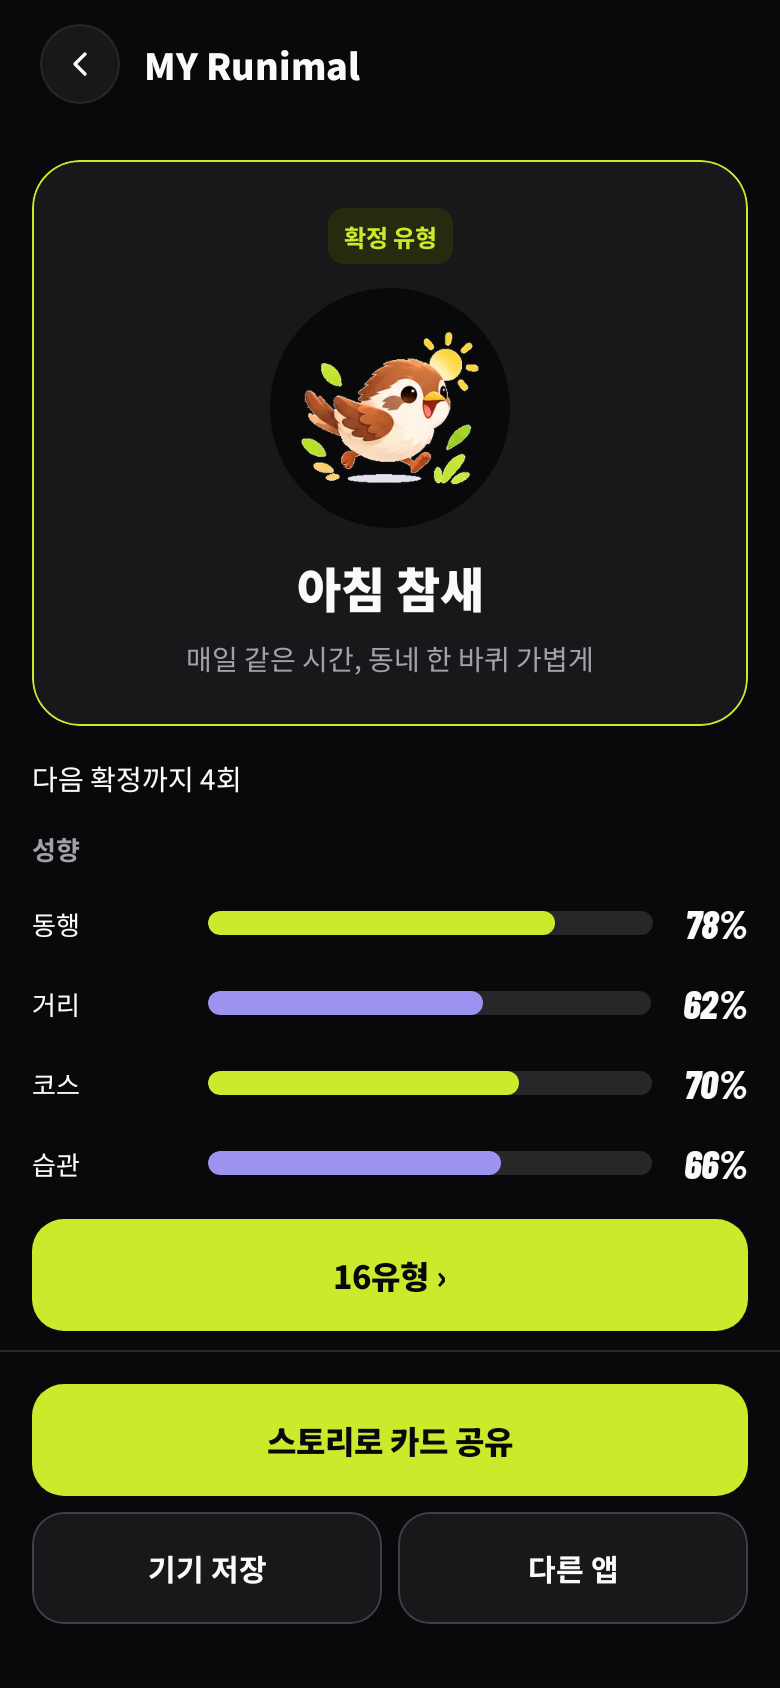 MY Runimal
확정 유형
아침 참새
매일 같은 시간, 동네 한 바퀴 가볍게
다음 확정까지 4회
성향
동행 78%
거리 62%
코스 70%
습관 66%
16유형 ›
스토리로 카드 공유
기기 저장 다른 앱